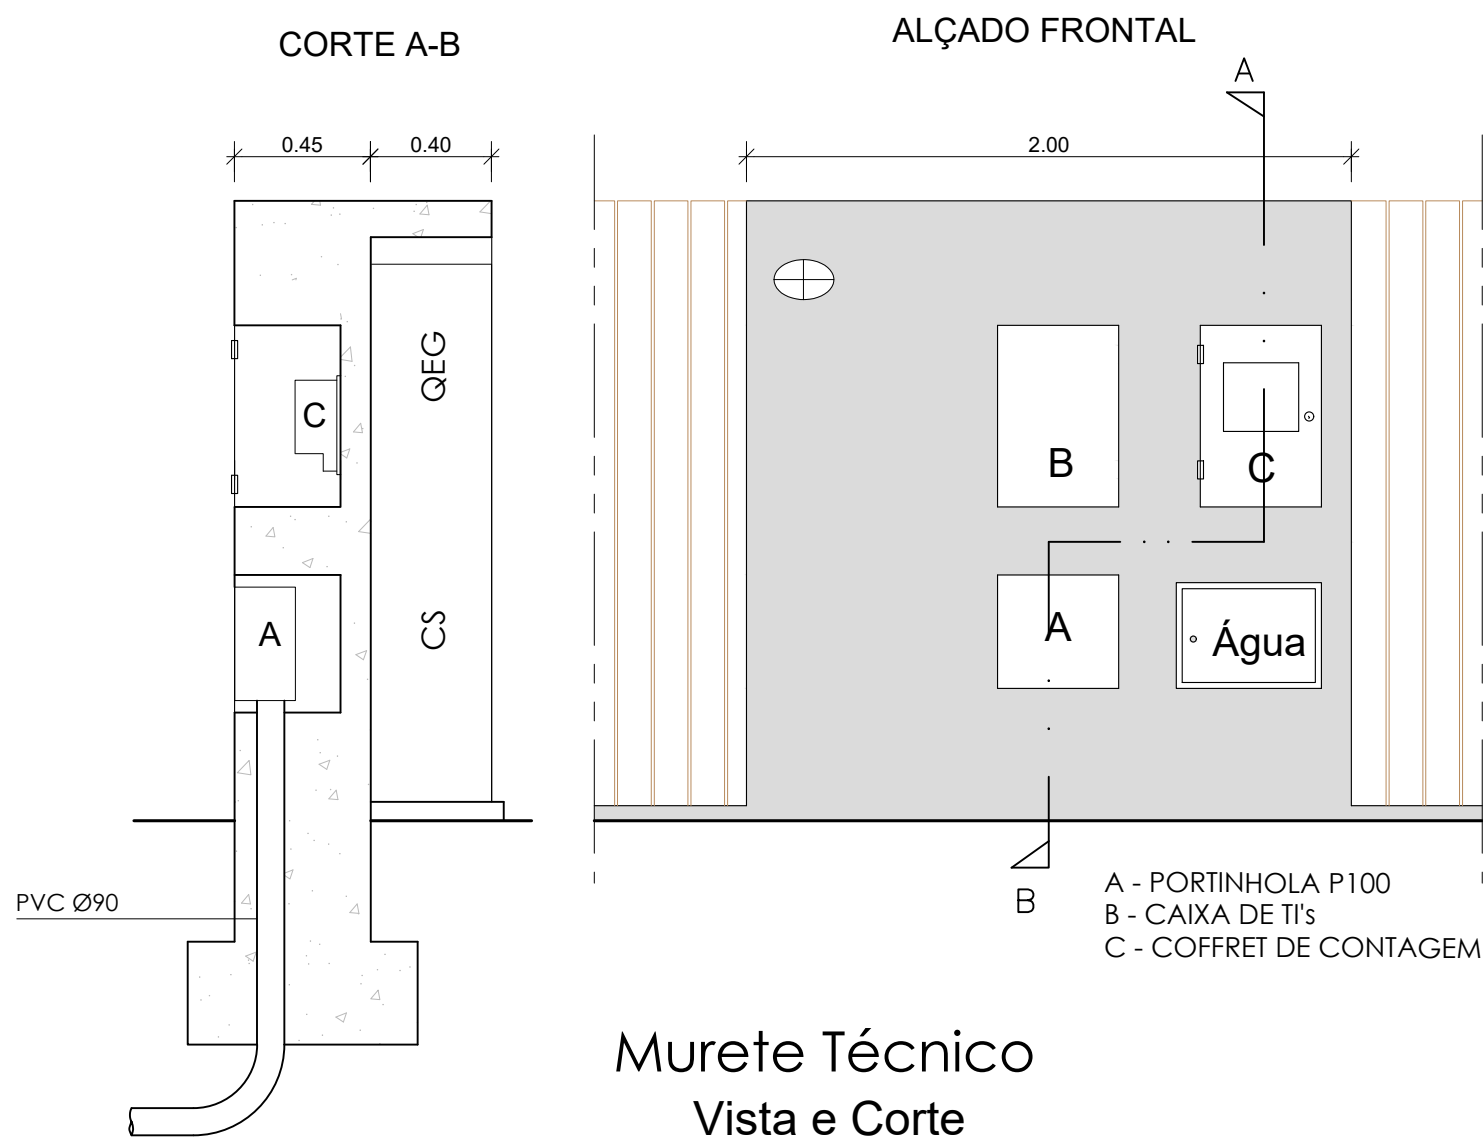 CORTE A-B
ALÇADO FRONTAL
A
0.45
0.40
2.00
QEG
C
B
C
CS
A
A
Água
PVC Ø90
B
A - PORTINHOLA P100
B - CAIXA DE TI's
C - COFFRET DE CONTAGEM
Murete Técnico
Vista e Corte